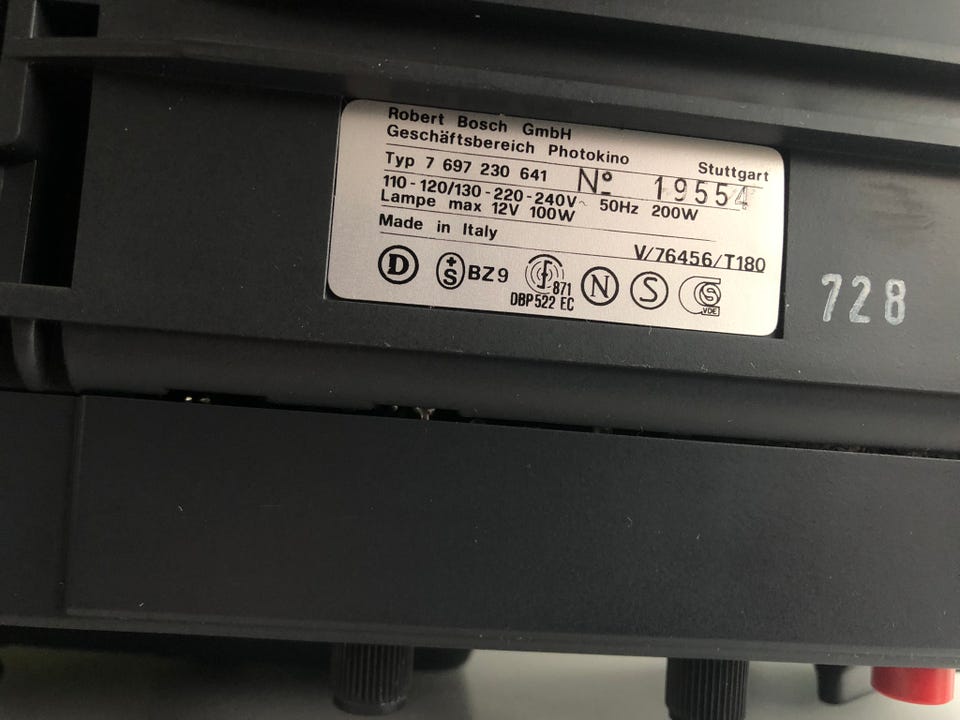 Robert Bosch GmbH
Geschäftsbereich Photokino Stuttgart
Typ 7 697 230 641 Nº 19554
110-120/130-220-240V~ 50Hz 200W
Lampe max 12V 100W
Made in Italy V/76456/T180
D +S BZ9 871 N S
DBP522 EC VDE
728